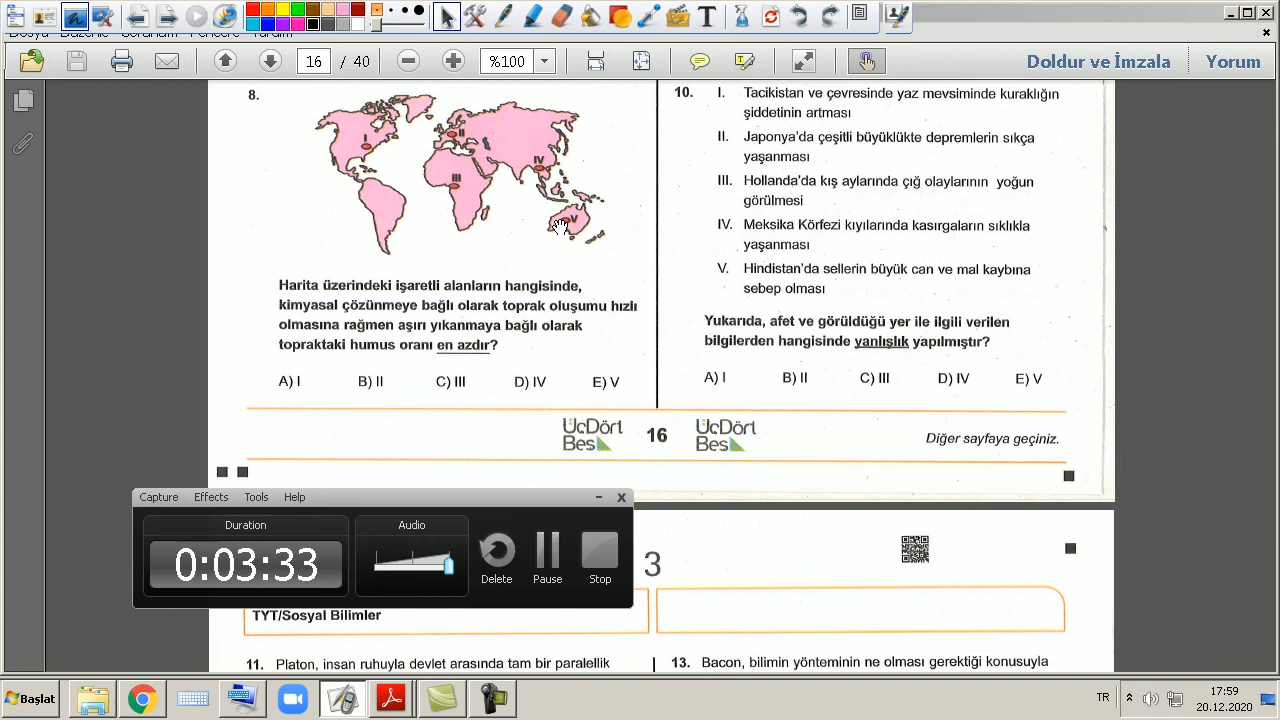 Dosya Düzenle Görünüm Pencere Yardım
16 / 40
%100
Doldur ve İmzala
Yorum
8.
I
II
III
IV
V
Harita üzerindeki işaretli alanların hangisinde,
kimyasal çözünmeye bağlı olarak toprak oluşumu hızlı
olmasına rağmen aşırı yıkanmaya bağlı olarak
topraktaki humus oranı en azdır?
A) I B) II C) III D) IV E) V
10. I. Tacikistan ve çevresinde yaz mevsiminde kuraklığın
şiddetinin artması
II. Japonya'da çeşitli büyüklükte depremlerin sıkça
yaşanması
III. Hollanda'da kış aylarında çığ olaylarının yoğun
görülmesi
IV. Meksika Körfezi kıyılarında kasırgaların sıklıkla
yaşanması
V. Hindistan'da sellerin büyük can ve mal kaybına
sebep olması
Yukarıda, afet ve görüldüğü yer ile ilgili verilen
bilgilerden hangisinde yanlışlık yapılmıştır?
A) I B) II C) III D) IV E) V
ÜcDört
Bes
16
ÜcDört
Bes
Diğer sayfaya geçiniz.
Capture Effects Tools Help
Duration
0:03:33
Audio
Delete
Pause
Stop
3
TYT/Sosyal Bilimler
11. Platon, insan ruhuyla devlet arasında tam bir paralellik
13. Bacon, bilimin yönteminin ne olması gerektiği konusuyla
Başlat
TR
17:59
20.12.2020